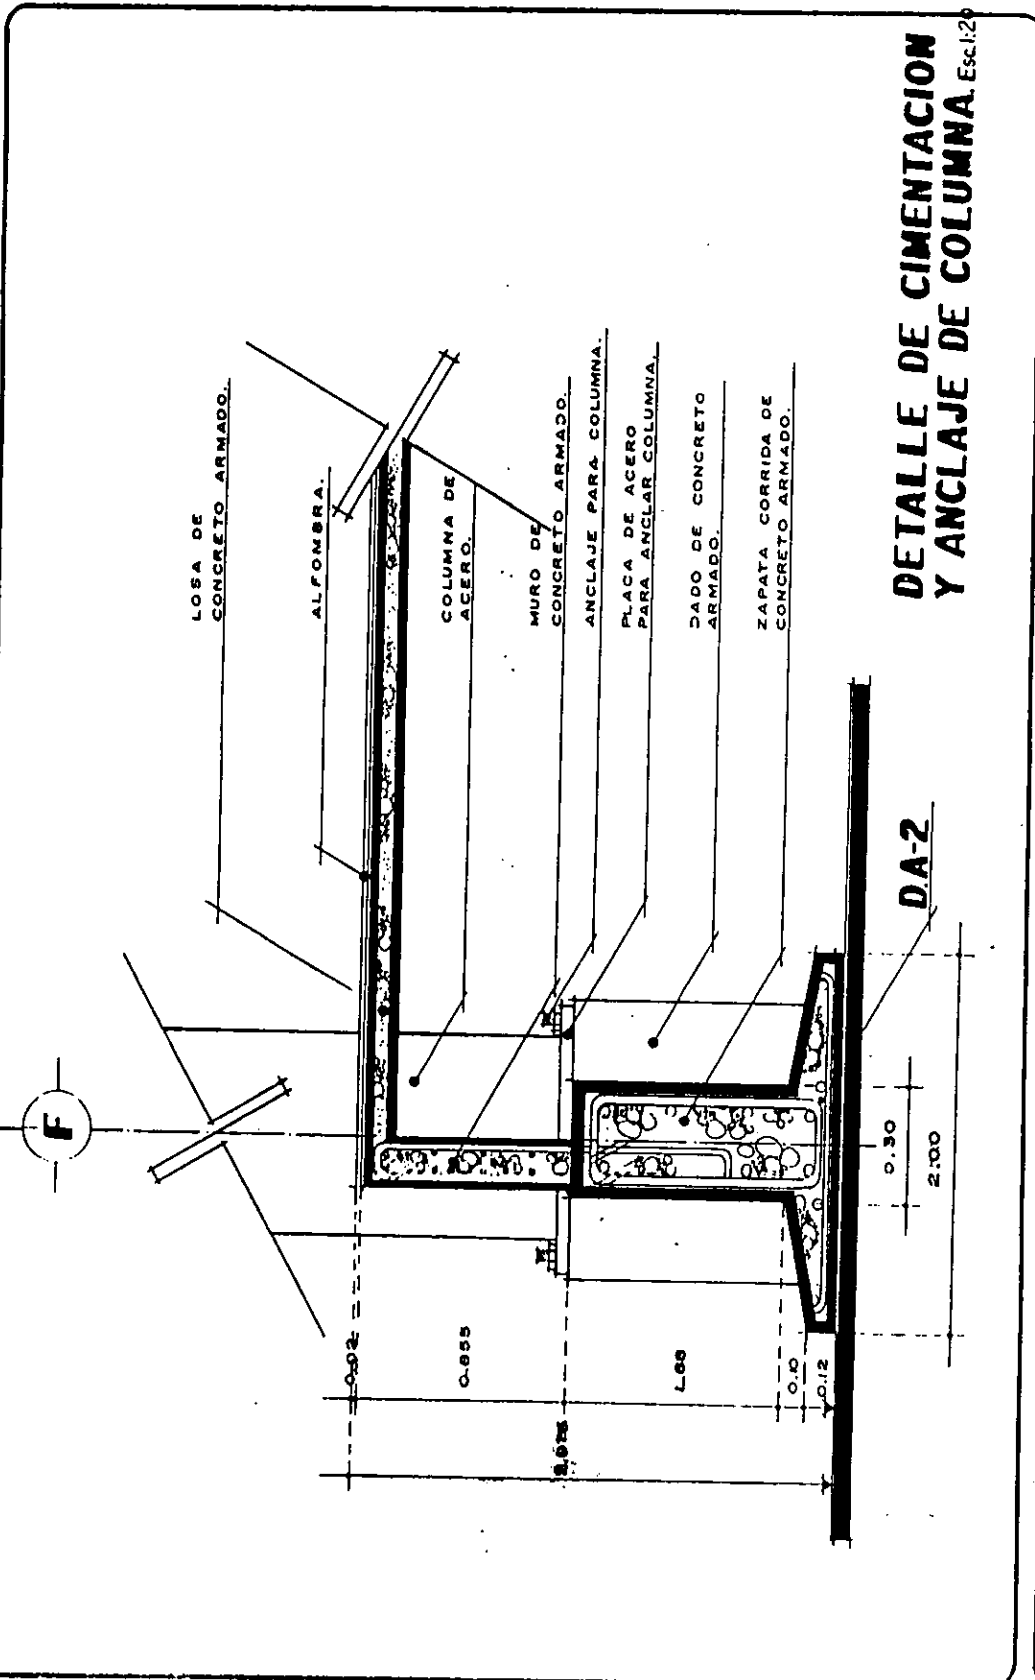 F
LOSA DE
CONCRETO ARMADO.
ALFOMBRA.
COLUMNA DE
ACERO.
MURO DE
CONCRETO ARMADO.
ANCLAJE PARA COLUMNA.
PLACA DE ACERO
PARA ANCLAR COLUMNA.
DADO DE CONCRETO
ARMADO.
ZAPATA CORRIDA DE
CONCRETO ARMADO.
0.02
0.855
0.10
0.12
0.30
2.00
D.A-2
DETALLE DE CIMENTACION
Y ANCLAJE DE COLUMNA. Esc.1:20